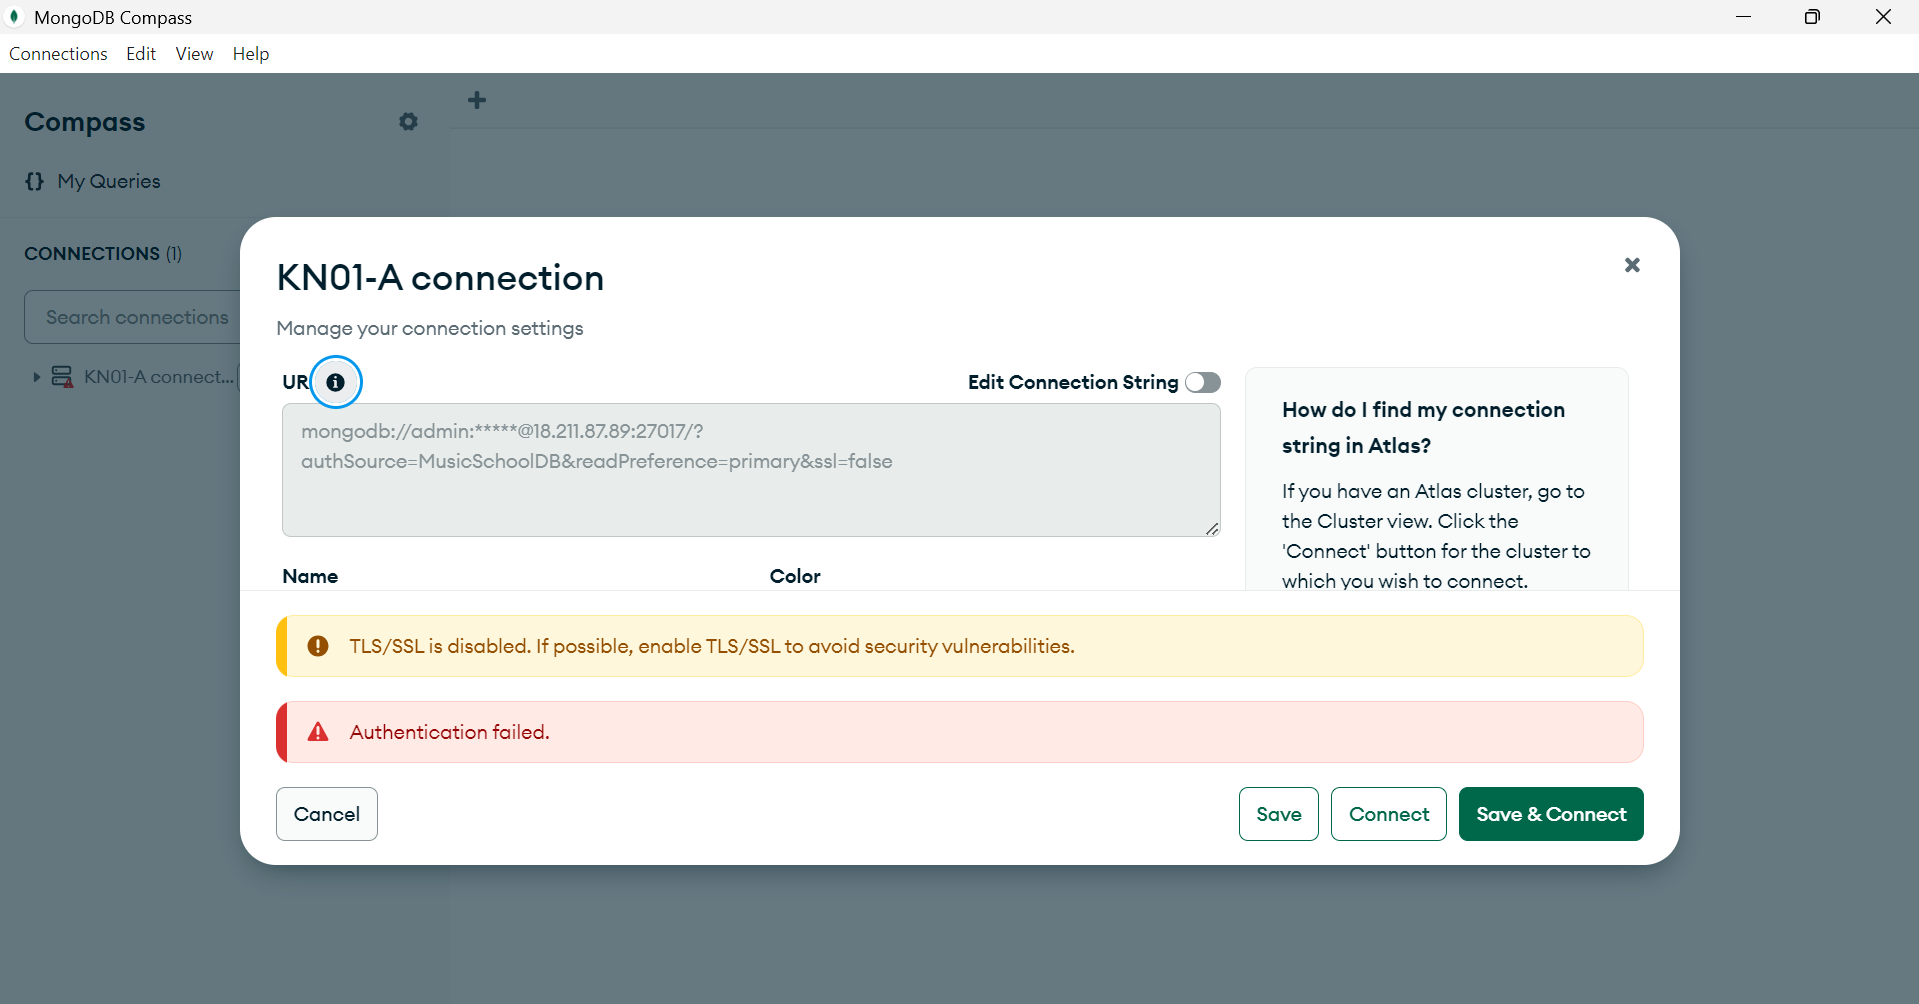 MongoDB Compass
Connections Edit View Help
Compass
{} My Queries
CONNECTIONS (1)
Search connections
KN01-A connect...
KN01-A connection
Manage your connection settings
UR
Edit Connection String
mongodb://admin:*****@18.211.87.89:27017/?
authSource=MusicSchoolDB&readPreference=primary&ssl=false
Name
Color
How do I find my connection
string in Atlas?
If you have an Atlas cluster, go to
the Cluster view. Click the
'Connect' button for the cluster to
which you wish to connect.
TLS/SSL is disabled. If possible, enable TLS/SSL to avoid security vulnerabilities.
Authentication failed.
Cancel
Save
Connect
Save & Connect